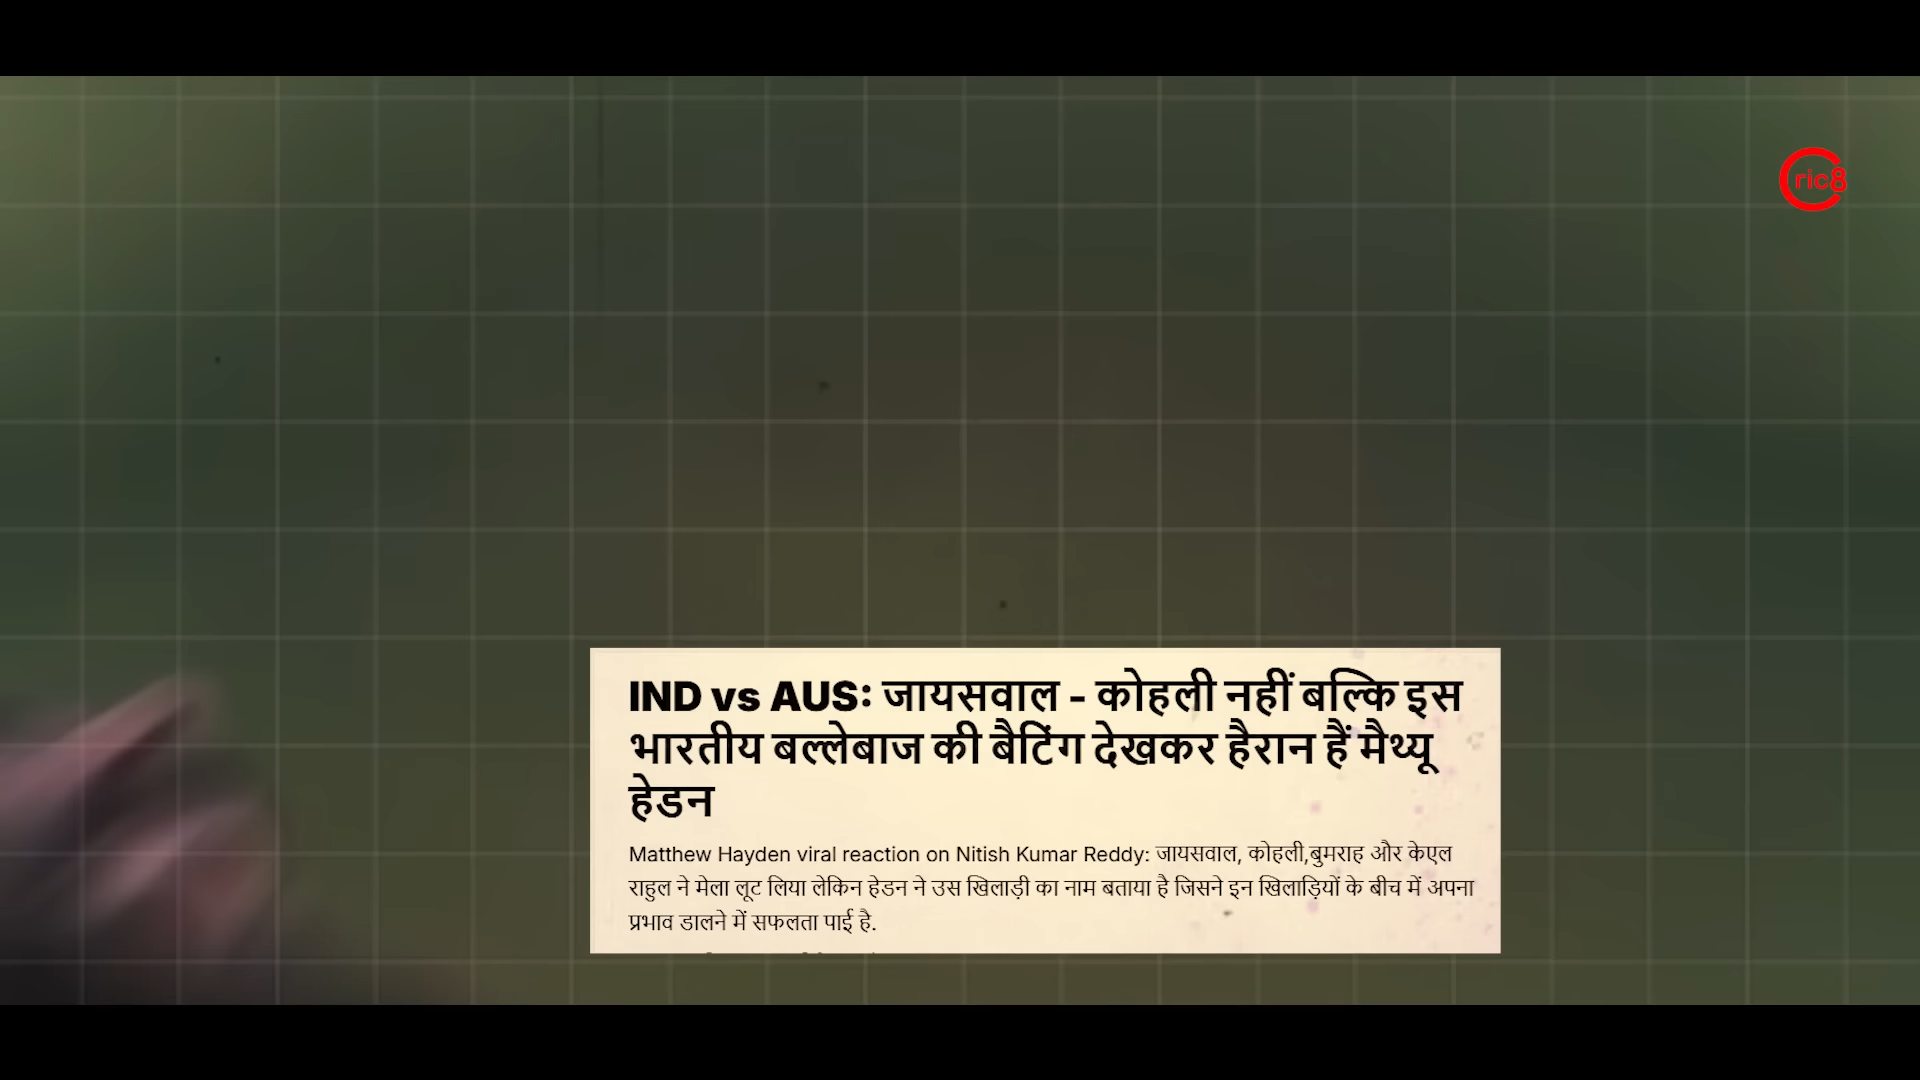 Cric8
IND vs AUS: जायसवाल - कोहली नहीं बल्कि इस
भारतीय बल्लेबाज की बैटिंग देखकर हैरान हैं मैथ्यू
हेडन
Matthew Hayden viral reaction on Nitish Kumar Reddy: जायसवाल, कोहली,बुमराह और केएल
राहुल ने मेला लूट लिया लेकिन हेडन ने उस खिलाड़ी का नाम बताया है जिसने इन खिलाड़ियों के बीच में अपना
प्रभाव डालने में सफलता पाई है.